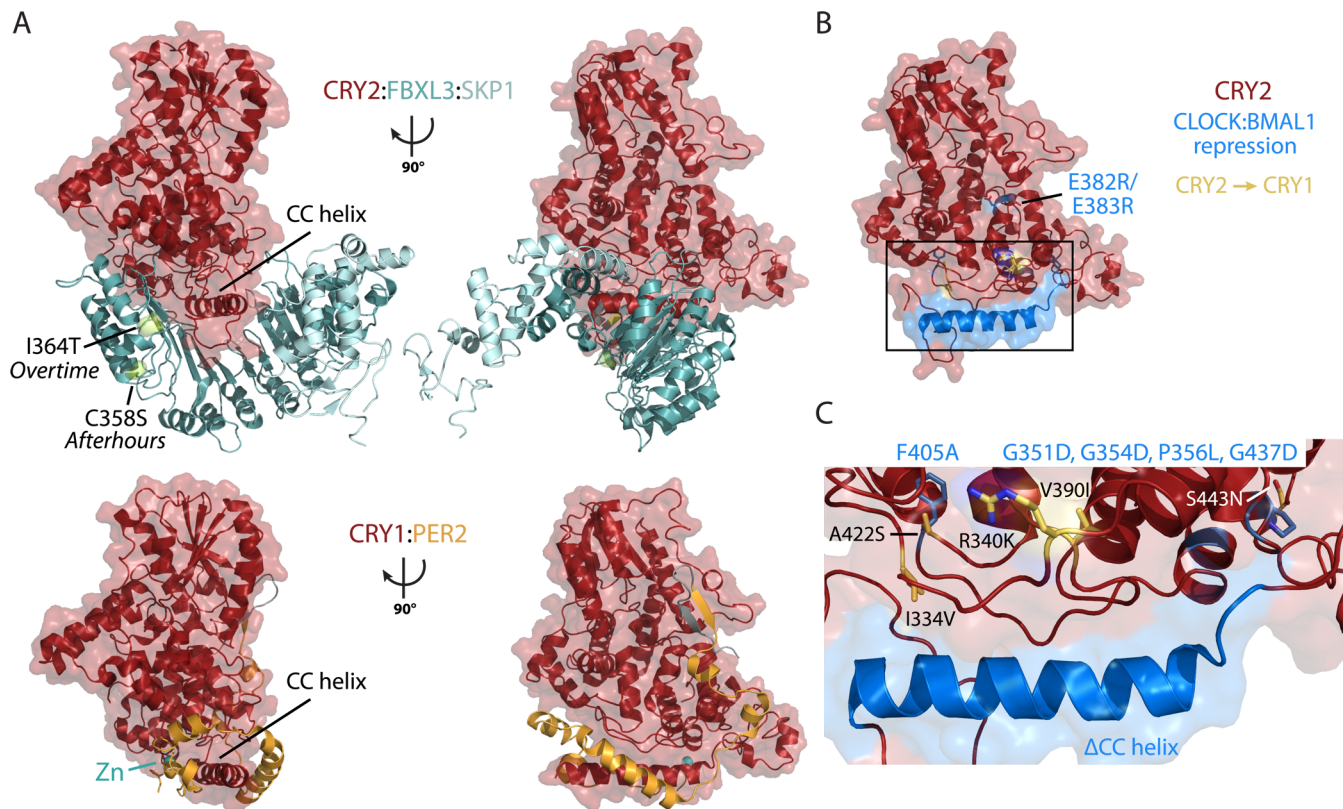 A
CRY2:FBXL3:SKP1
90°
CC helix
I364T
Overtime
C358S
Afterhours
CRY1:PER2
90°
CC helix
Zn
B
CRY2
CLOCK:BMAL1
repression
CRY2 → CRY1
E382R/
E383R
C
F405A
G351D, G354D, P356L, G437D
V390I
S443N
A422S
R340K
I334V
ΔCC helix